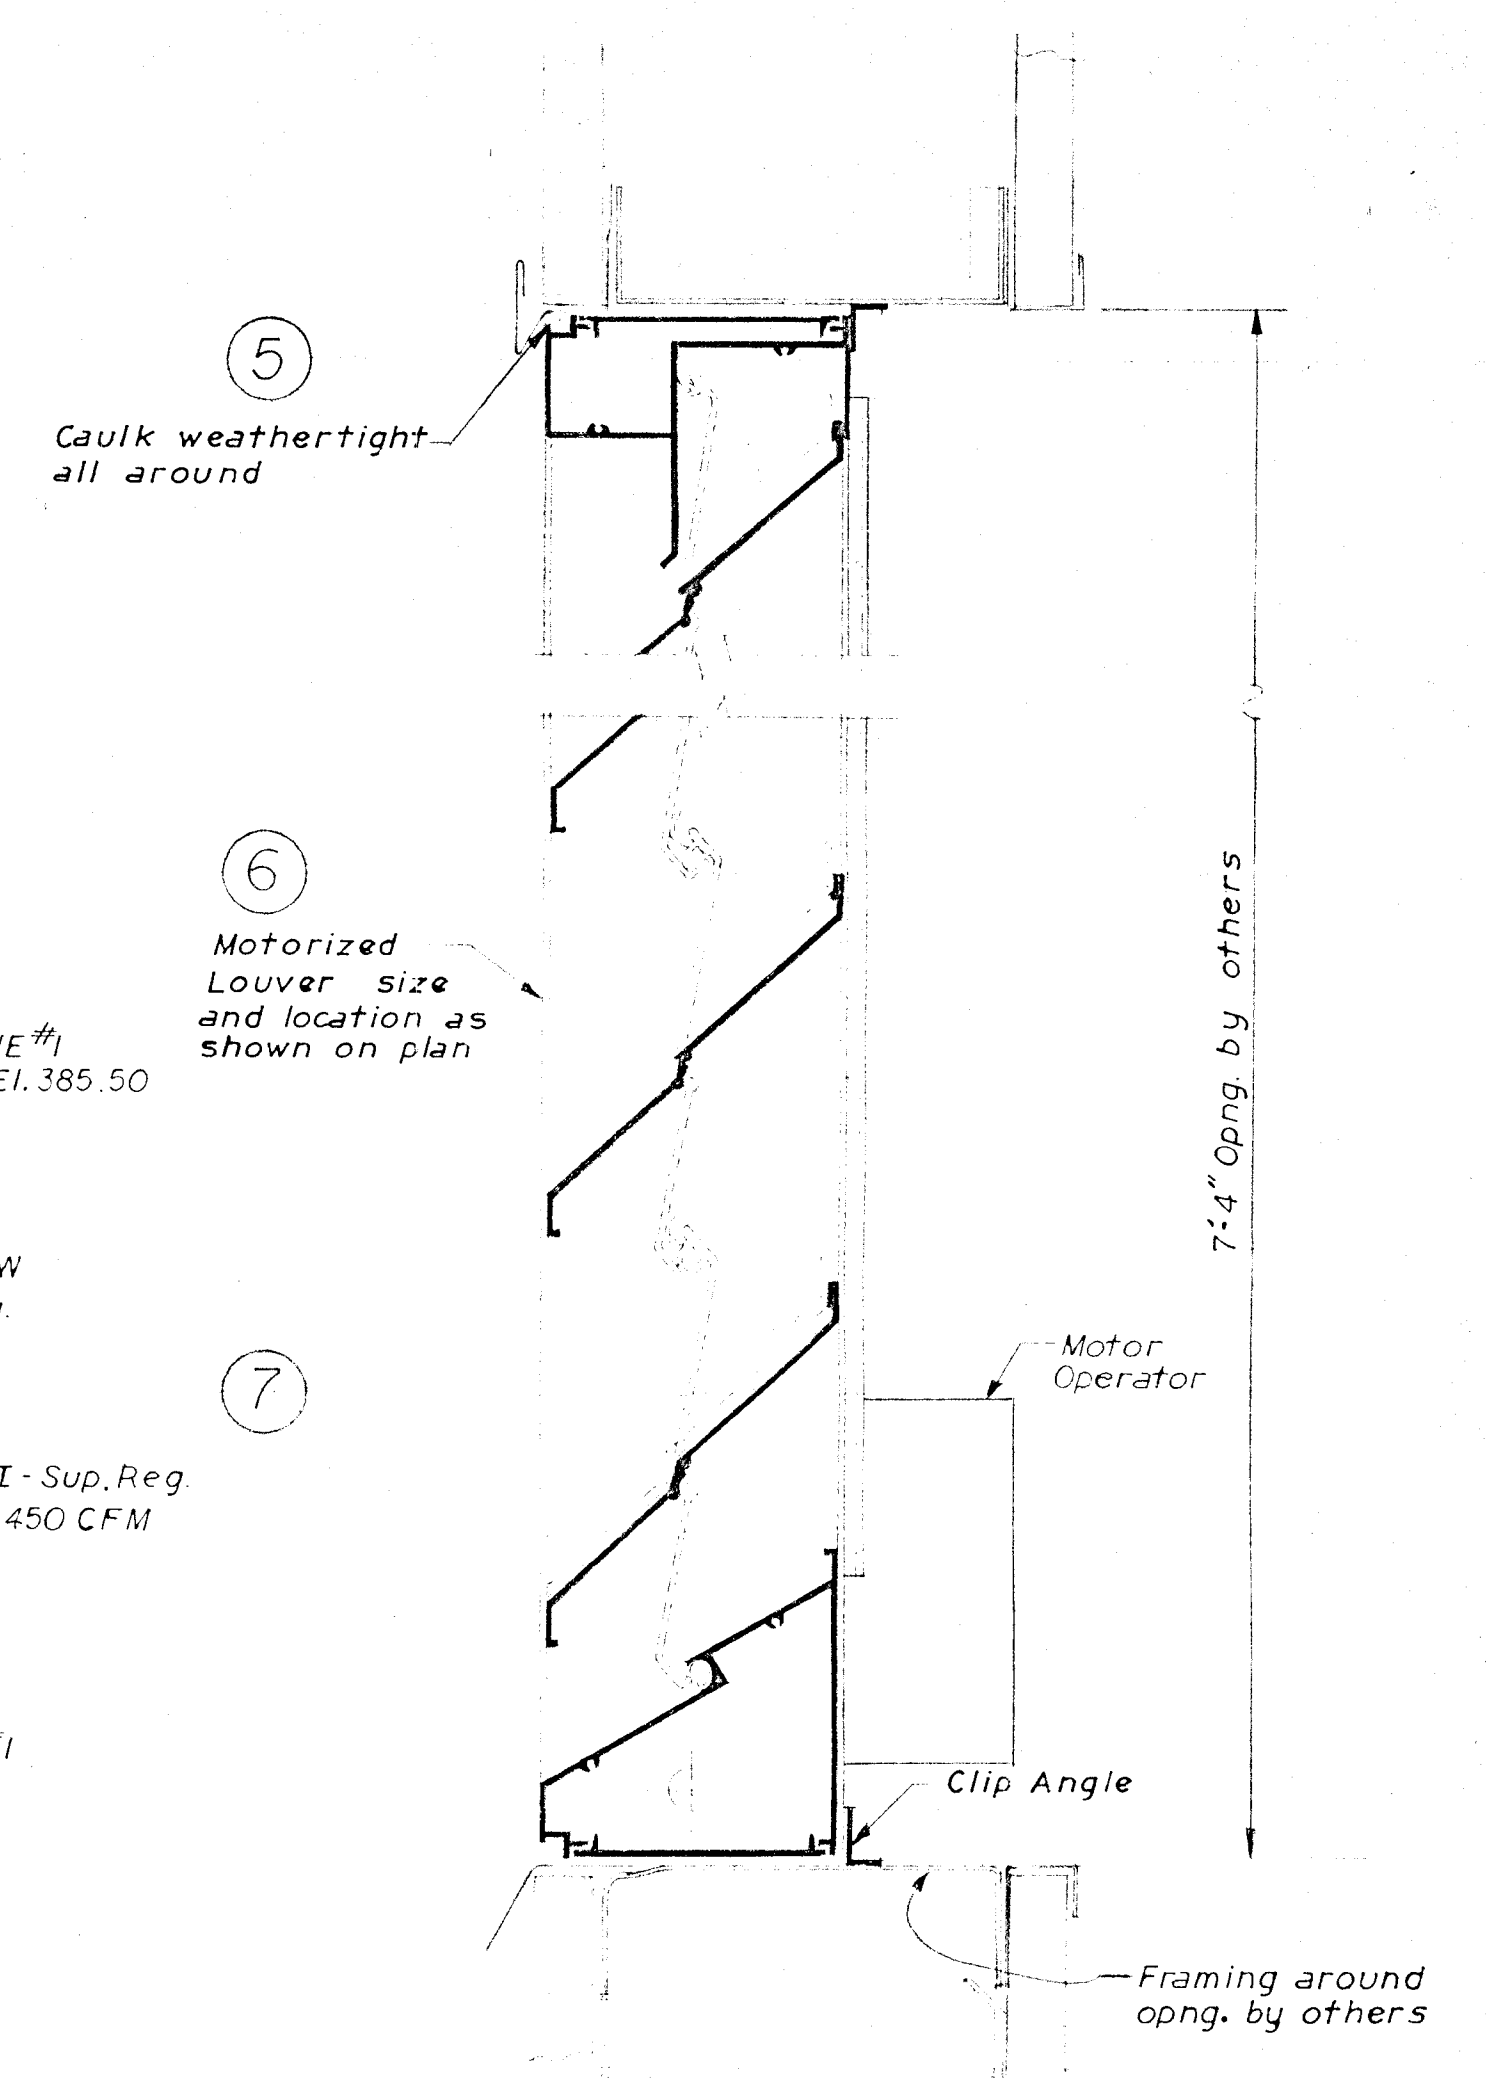 5
Caulk weathertight
all around
6
Motorized
Louver size
and location as
shown on plan
#1
El. 385.50
W
7
Motor
Operator
7'-4" Opng. by others
I - Sup. Reg.
450 CFM
Clip Angle
Framing around
opng. by others